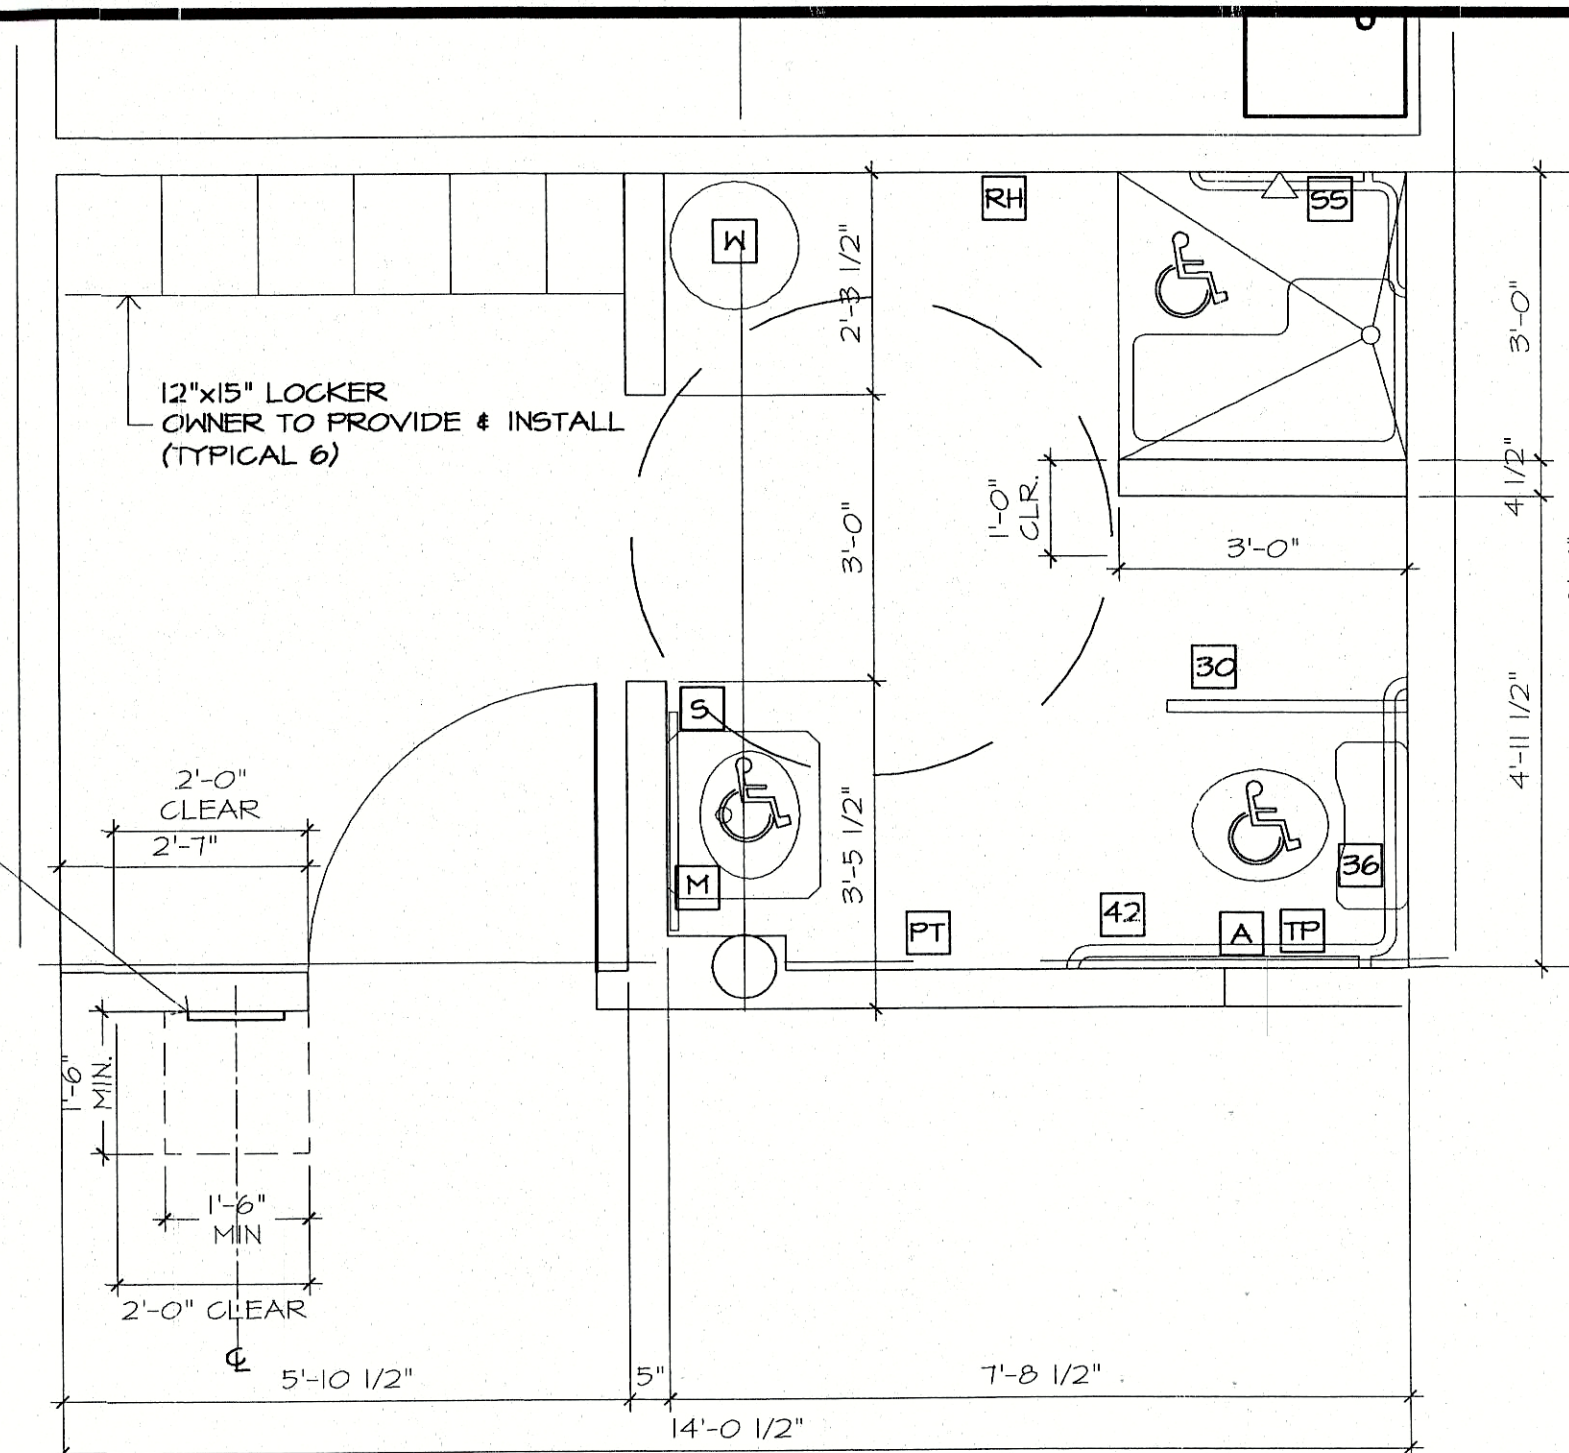 RH
SS
W
2'-3 1/2"
3'-0"
12"x15" LOCKER
OWNER TO PROVIDE & INSTALL
(TYPICAL 6)
4 1/2"
1'-0"
CLR.
3'-0"
3'-0"
30
S
4'-11 1/2"
2'-0"
CLEAR
2'-7"
3'-5 1/2"
M
36
42
PT
A
TP
1'-6"
MIN.
1'-6"
MIN
2'-0" CLEAR
℄
5'-10 1/2"
5"
7'-8 1/2"
14'-0 1/2"